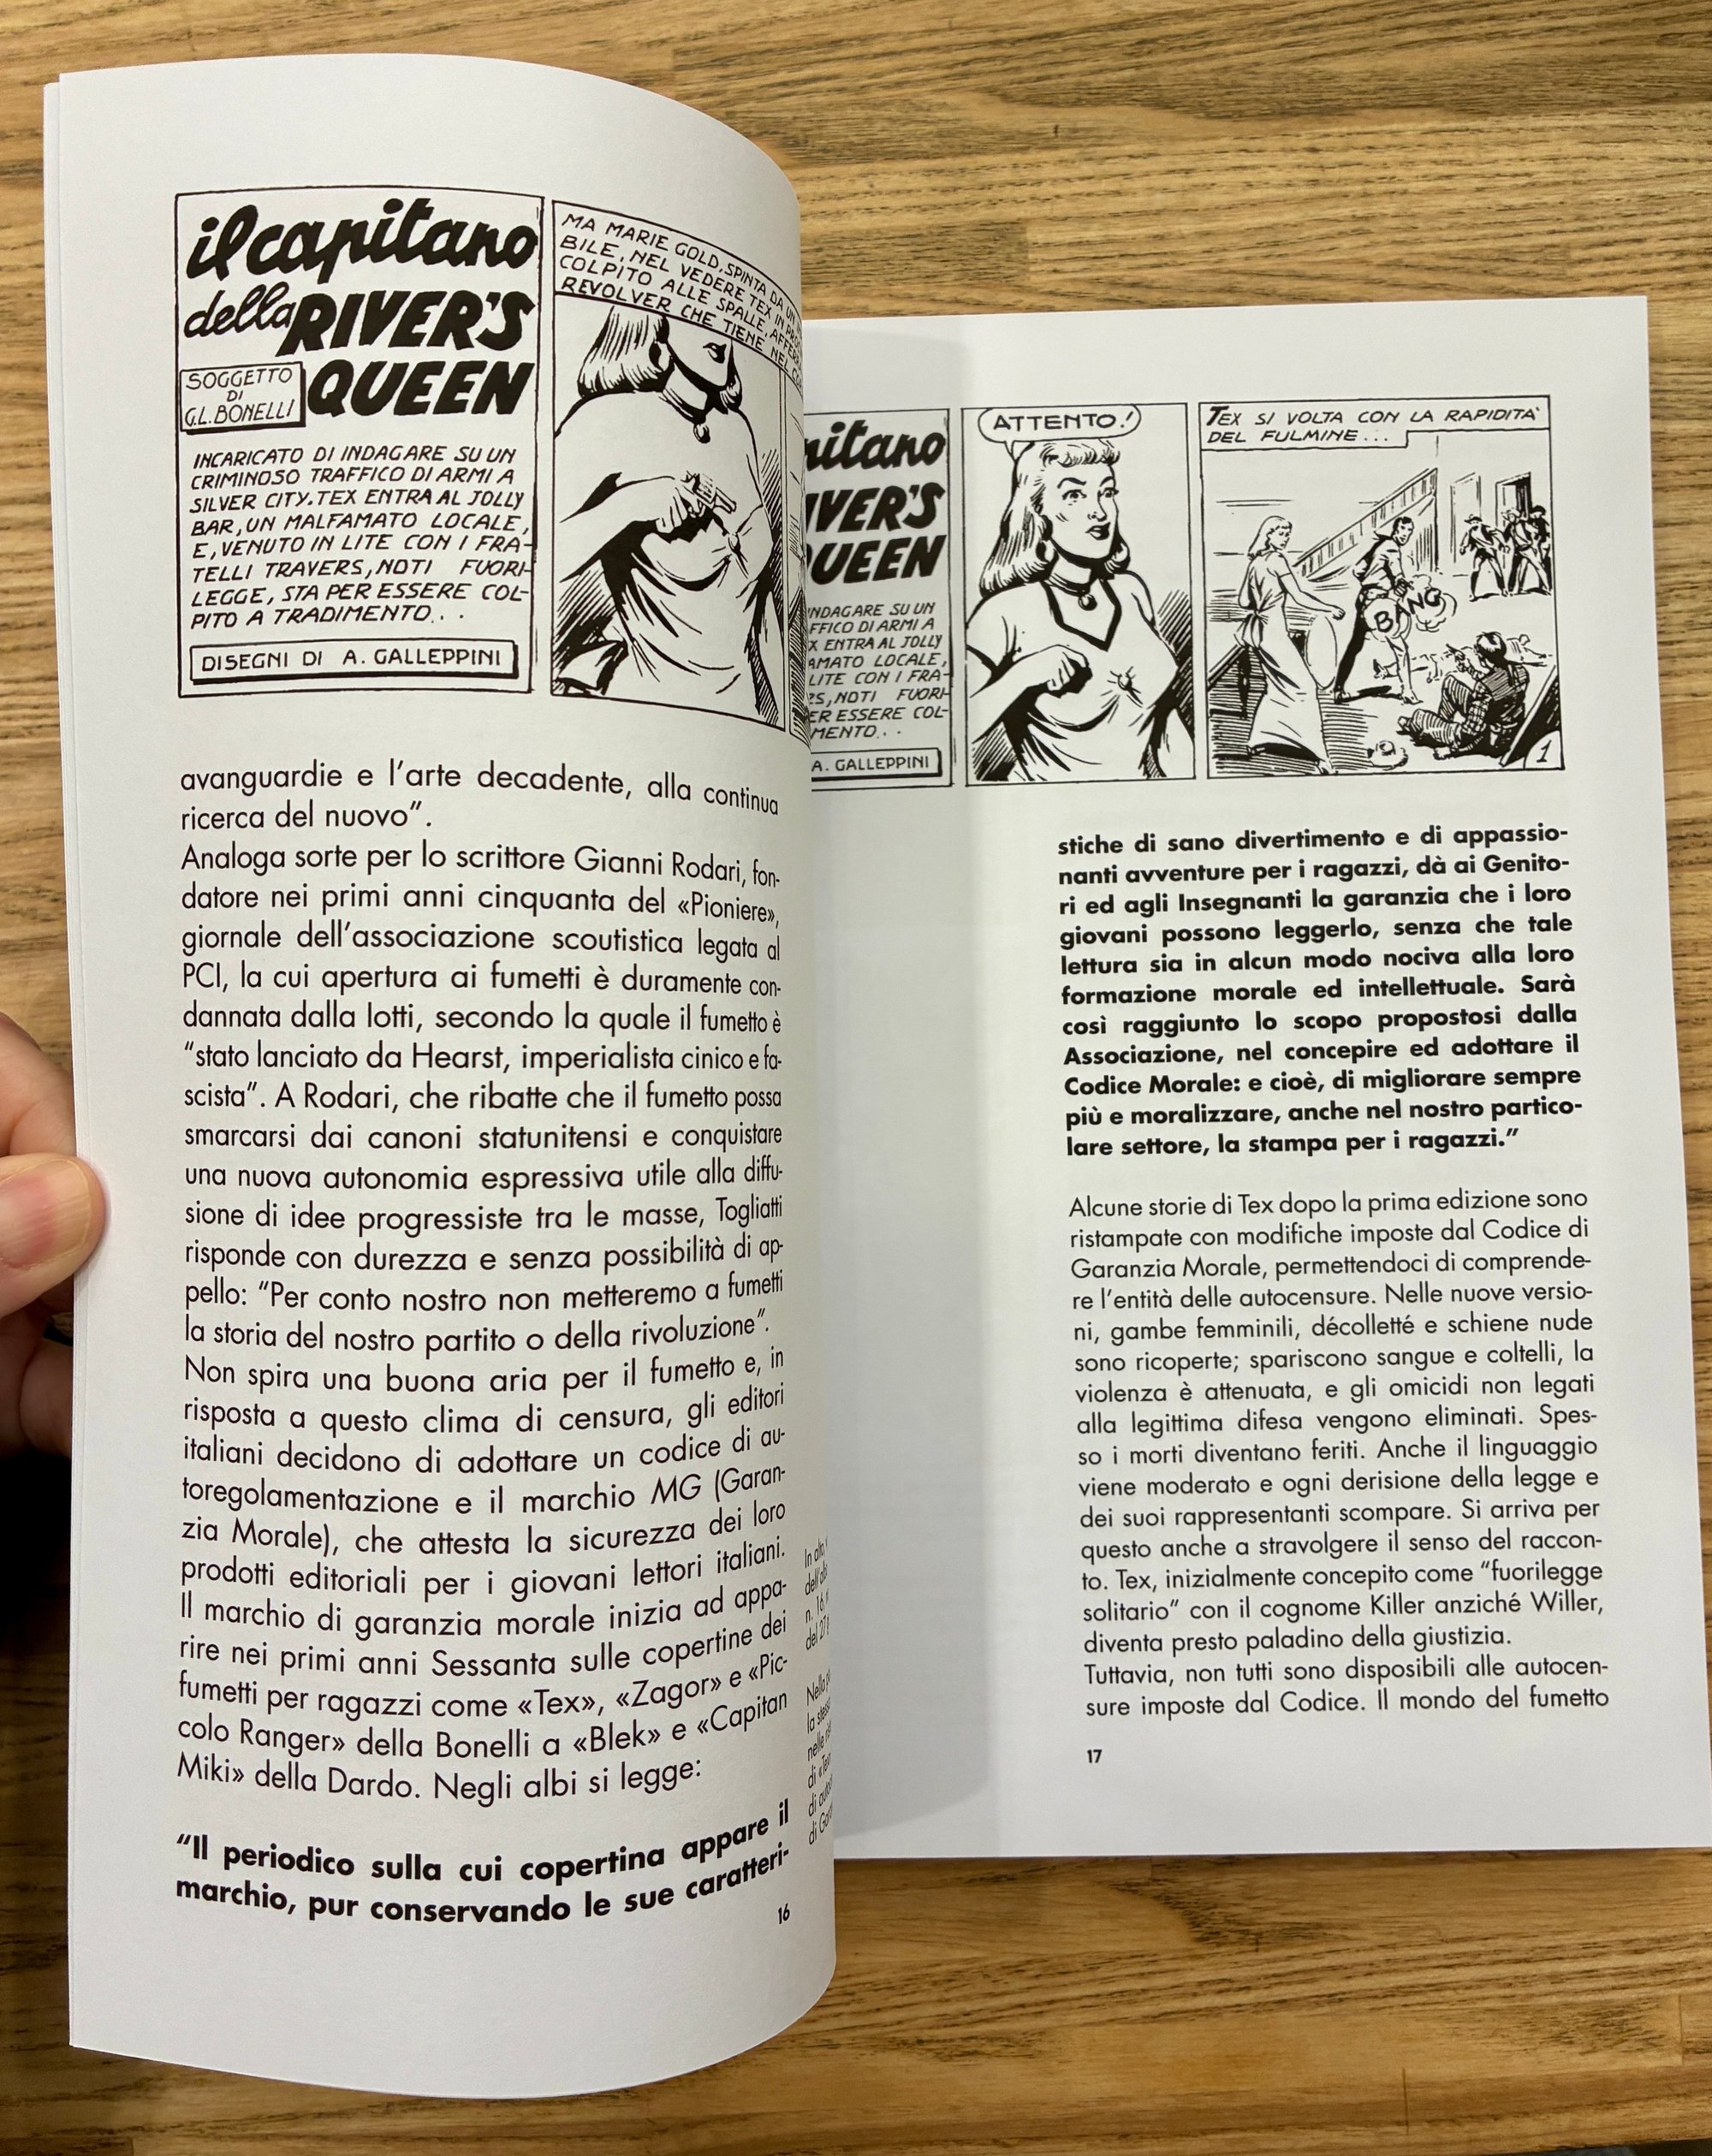 il capitano
della RIVER'S
QUEEN
SOGGETTO
DI
G.L. BONELLI
INCARICATO DI INDAGARE SU UN
CRIMINOSO TRAFFICO DI ARMI A
SILVER CITY, TEX ENTRA AL JOLLY
BAR, UN MALFAMATO LOCALE,
E, VENUTO IN LITE CON I FRA-
TELLI TRAVERS, NOTI FUORI-
LEGGE, STA PER ESSERE COL-
PITO A TRADIMENTO...
DISEGNI DI A. GALLEPPINI
MA MARIE GOLD, SPINTA DA UN
BILE, NEL VEDERE TEX IN
COLPITO ALLE SPALLE,
REVOLVER CHE TIENE NEL
avanguardie e l'arte decadente, alla continua
ricerca del nuovo”.
Analoga sorte per lo scrittore Gianni Rodari, fon-
datore nei primi anni cinquanta del «Pioniere»,
giornale dell'associazione scoutistica legata al
PCI, la cui apertura ai fumetti è duramente con-
dannata dalla Iotti, secondo la quale il fumetto è
“stato lanciato da Hearst, imperialista cinico e fa-
scista”. A Rodari, che ribatte che il fumetto possa
smarcarsi dai canoni statunitensi e conquistare
una nuova autonomia espressiva utile alla diffu-
sione di idee progressiste tra le masse, Togliatti
risponde con durezza e senza possibilità di ap-
pello: “Per conto nostro non metteremo a fumetti
la storia del nostro partito o della rivoluzione”.
Non spira una buona aria per il fumetto e, in
risposta a questo clima di censura, gli editori
italiani decidono di adottare un codice di au-
toregolamentazione e il marchio MG (Garan-
zia Morale), che attesta la sicurezza dei loro
prodotti editoriali per i giovani lettori italiani.
Il marchio di garanzia morale inizia ad appa-
rire nei primi anni Sessanta sulle copertine dei
fumetti per ragazzi come «Tex», «Zagor» e «Pic-
colo Ranger» della Bonelli a «Blek» e «Capitan
Miki» della Dardo. Negli albi si legge:
“Il periodico sulla cui copertina appare il
marchio, pur conservando le sue caratteri-
16
In
n. 16,
la
di
di
VER'S
UEEN
NDAGARE SU UN
FFICO DI ARMI A
X ENTRA AL JOLLY
AMATO LOCALE,
LITE CON I FRA-
NOTI FUORI-
ER ESSERE COL-
MENTO...
A. GALLEPPINI
ATTENTO!
TEX SI VOLTA CON LA RAPIDITA'
DEL FULMINE...
BANG
1
stiche di sano divertimento e di appassio-
nanti avventure per i ragazzi, dà ai Genito-
ri ed agli Insegnanti la garanzia che i loro
giovani possono leggerlo, senza che tale
lettura sia in alcun modo nociva alla loro
formazione morale ed intellettuale. Sarà
così raggiunto lo scopo propostosi dalla
Associazione, nel concepire ed adottare il
Codice Morale: e cioè, di migliorare sempre
più e moralizzare, anche nel nostro partico-
lare settore, la stampa per i ragazzi.”
Alcune storie di Tex dopo la prima edizione sono
ristampate con modifiche imposte dal Codice di
Garanzia Morale, permettendoci di comprende-
re l'entità delle autocensure. Nelle nuove versio-
ni, gambe femminili, décolletté e schiene nude
sono ricoperte; spariscono sangue e coltelli, la
violenza è attenuata, e gli omicidi non legati
alla legittima difesa vengono eliminati. Spes-
so i morti diventano feriti. Anche il linguaggio
viene moderato e ogni derisione della legge e
dei suoi rappresentanti scompare. Si arriva per
questo anche a stravolgere il senso del raccon-
to. Tex, inizialmente concepito come “fuorilegge
solitario” con il cognome Killer anziché Willer,
diventa presto paladino della giustizia.
Tuttavia, non tutti sono disposibili alle autocen-
sure imposte dal Codice. Il mondo del fumetto
17